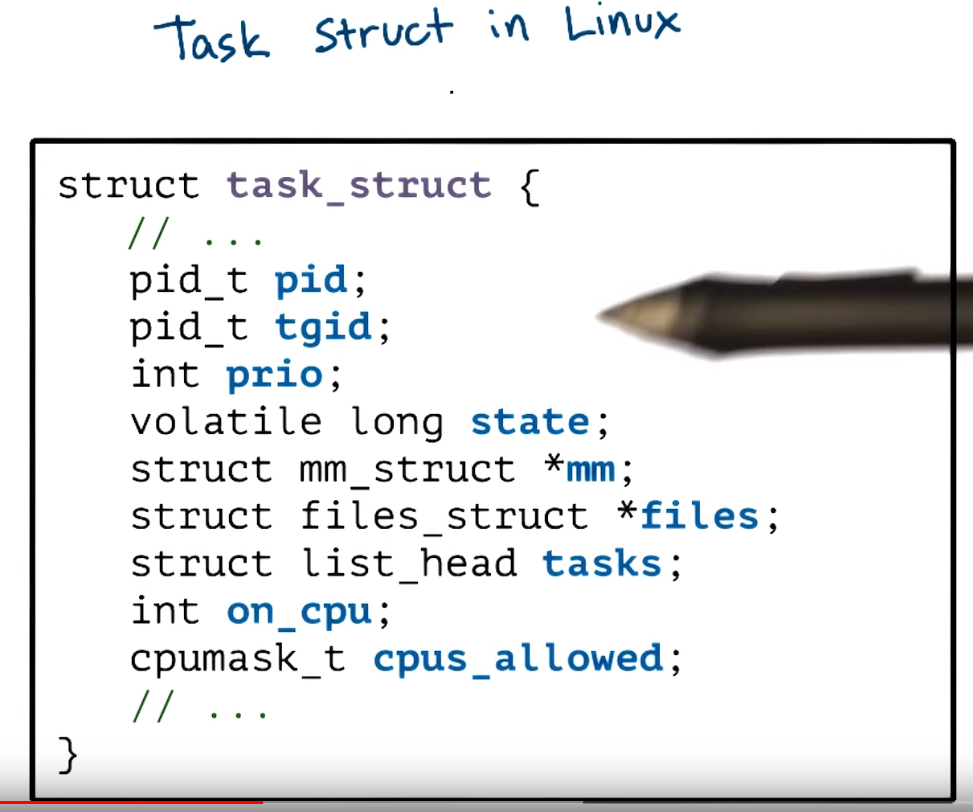 Task Struct in Linux
struct task_struct {
// ...
pid_t pid;
pid_t tgid;
int prio;
volatile long state;
struct mm_struct *mm;
struct files_struct *files;
struct list_head tasks;
int on_cpu;
cpumask_t cpus_allowed;
// ...
}